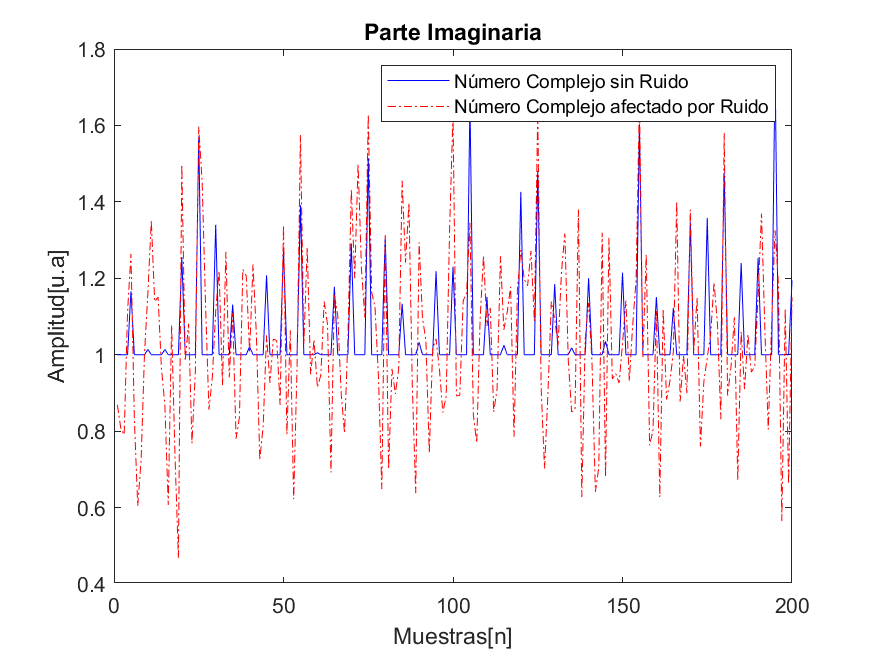 Parte Imaginaria
1.8
Número Complejo sin Ruido
Número Complejo afectado por Ruido
1.6
1.4
1.2
Amplitud[u.a]
1
0.8
0.6
0.4
0
50
100
150
200
Muestras[n]